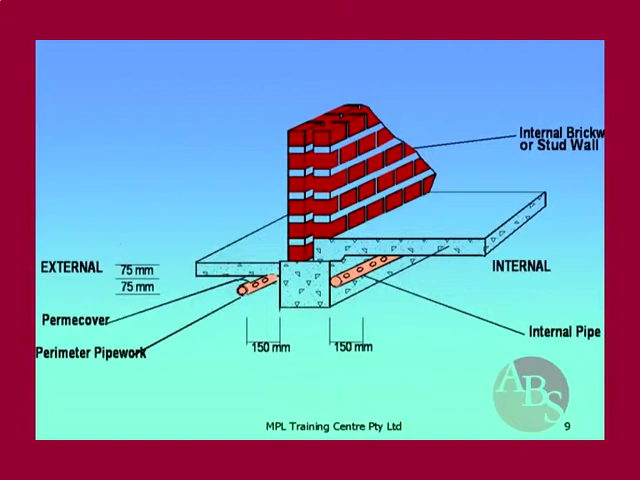 Internal Brickw
or Stud Wall
EXTERNAL
75 mm
75 mm
INTERNAL
Permecover
Internal Pipe
Perimeter Pipework
150 mm
150 mm
ABS
MPL Training Centre Pty Ltd
9